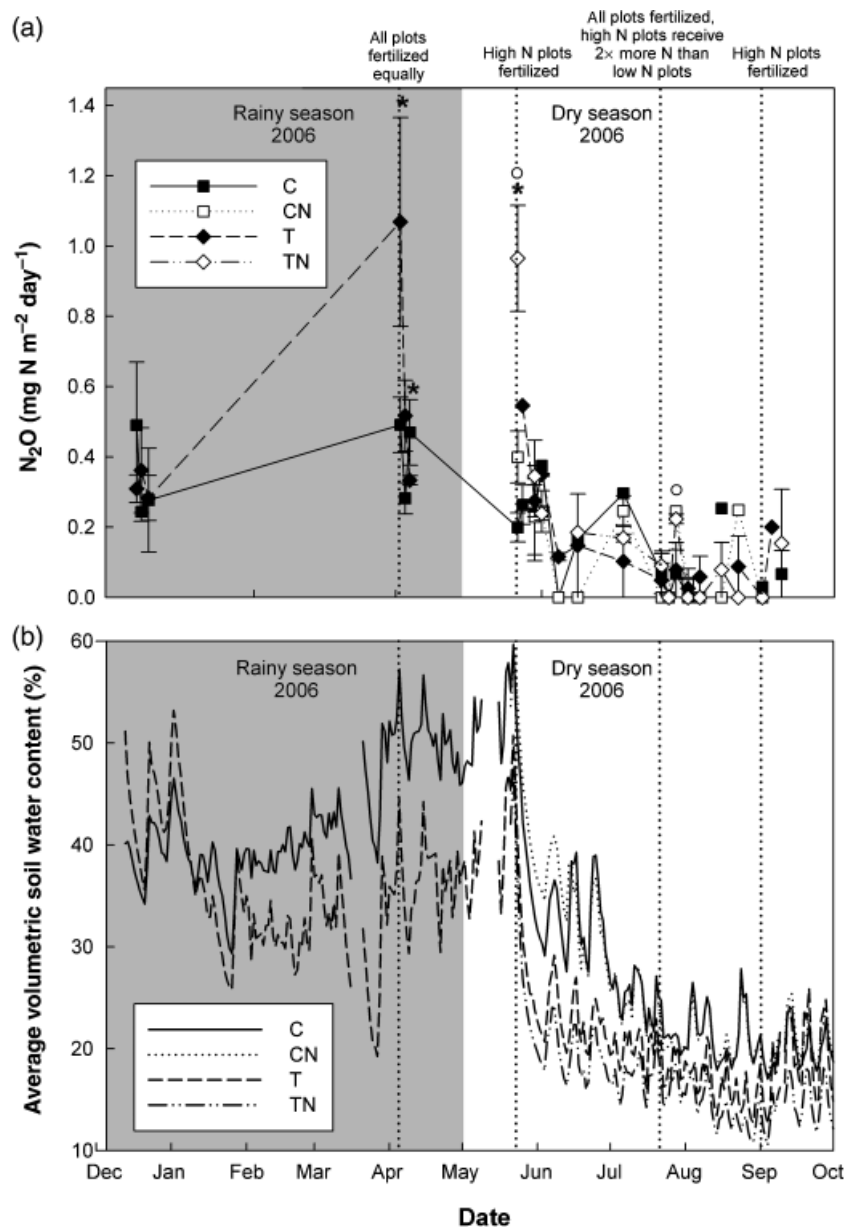 (a)
All plots
fertilized
equally
High N plots
fertilized
All plots fertilized,
high N plots receive
2× more N than
low N plots
High N plots
fertilized
Rainy season
2006
Dry season
2006
C
CN
T
TN
1.4
1.2
1.0
0.8
0.6
0.4
0.2
0.0
N₂O (mg N m⁻² day⁻¹)
(b)
Rainy season
2006
Dry season
2006
C
CN
T
TN
60
50
40
30
20
10
Average volumetric soil water content (%)
Dec Jan Feb Mar Apr May Jun Jul Aug Sep Oct
Date